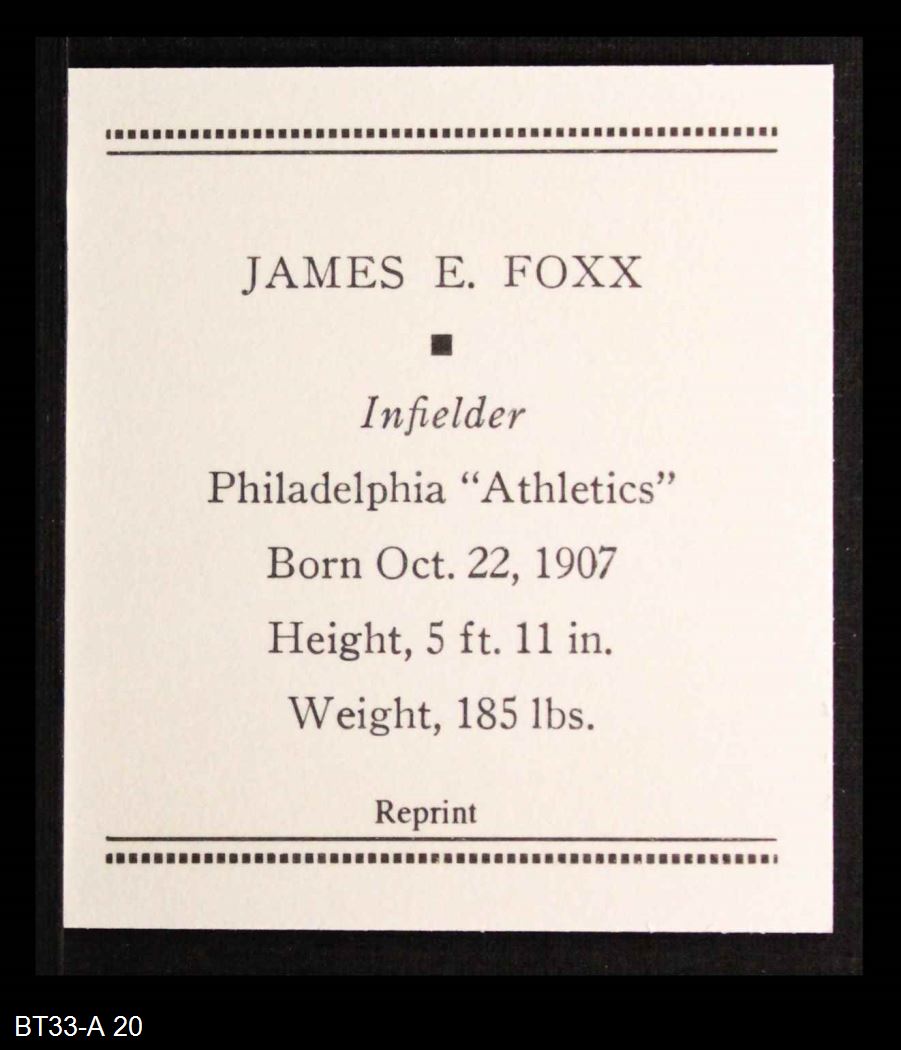 JAMES E. FOXX
Infielder
Philadelphia “Athletics”
Born Oct. 22, 1907
Height, 5 ft. 11 in.
Weight, 185 lbs.
Reprint
BT33-A 20